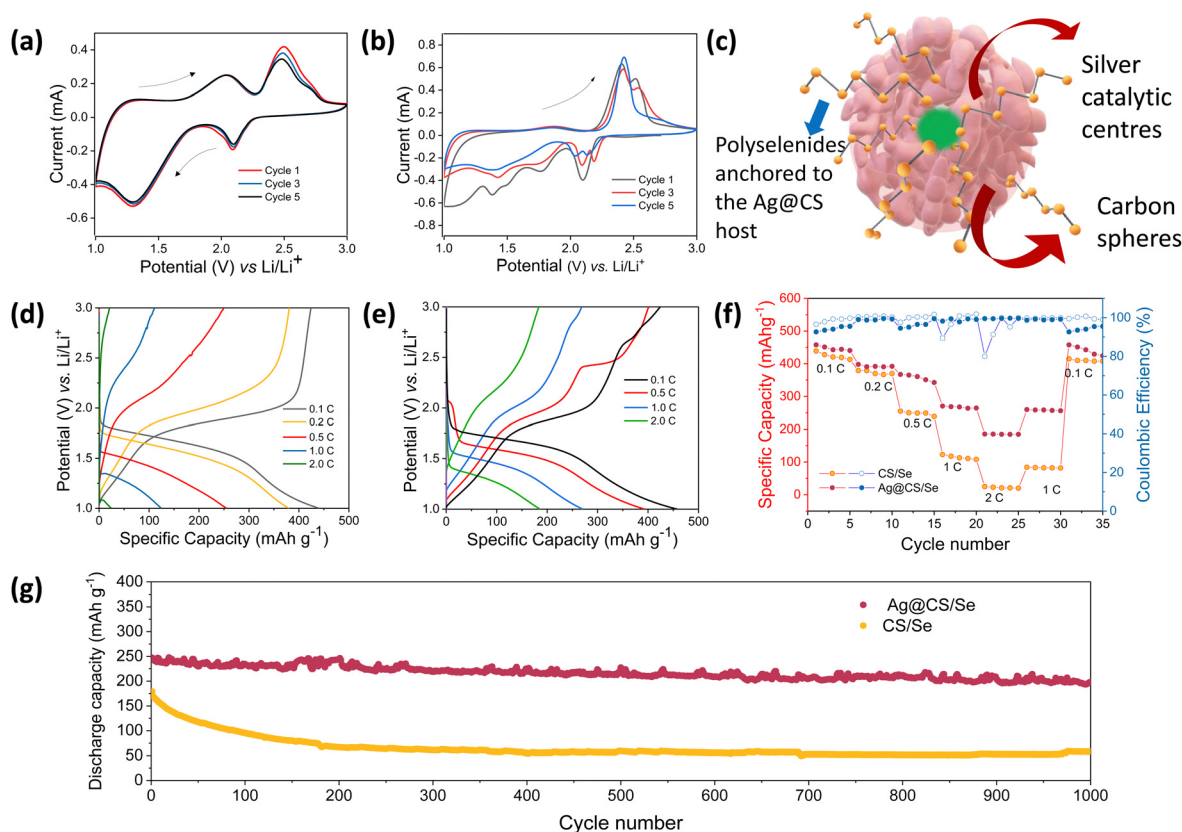 (a)
Current (mA)
0.4
0.2
0.0
-0.2
-0.4
-0.6
Cycle 1
Cycle 3
Cycle 5
1.0 1.5 2.0 2.5 3.0
Potential (V) vs Li/Li+
(b)
Current (mA)
0.8
0.6
0.4
0.2
0.0
-0.2
-0.4
-0.6
-0.8
Cycle 1
Cycle 3
Cycle 5
1.0 1.5 2.0 2.5 3.0
Potential (V) vs. Li/Li+
(c)
Silver
catalytic
centres
Polyselenides
anchored to
the Ag@CS
host
Carbon
spheres
(d)
Potential (V) vs. Li/Li+
3.0
2.5
2.0
1.5
1.0
0.1 C
0.2 C
0.5 C
1.0 C
2.0 C
0 100 200 300 400 500
Specific Capacity (mAh g-1)
(e)
Potential (V) vs. Li/Li+
3.0
2.5
2.0
1.5
1.0
0.1 C
0.5 C
1.0 C
2.0 C
0 100 200 300 400 500
Specific Capacity (mAh g-1)
(f)
Specific Capacity (mAhg-1)
600
500
400
300
200
100
0
0.1 C
0.2 C
0.5 C
1 C
2 C
1 C
0.1 C
CS/Se
Ag@CS/Se
100
80
60
40
20
0
Coulombic Efficiency (%)
0 5 10 15 20 25 30 35
Cycle number
(g)
Discharge capacity (mAh g-1)
400
350
300
250
200
150
100
50
0
Ag@CS/Se
CS/Se
0 100 200 300 400 500 600 700 800 900 1000
Cycle number